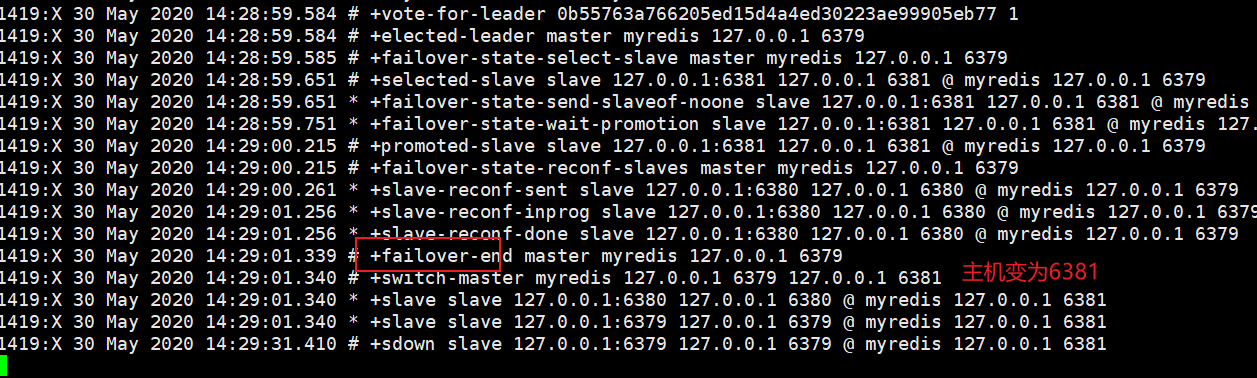 1419:X 30 May 2020 14:28:59.584 # +vote-for-leader 0b55763a766205ed15d4a4ed30223ae99905eb77 1
1419:X 30 May 2020 14:28:59.584 # +elected-leader master myredis 127.0.0.1 6379
1419:X 30 May 2020 14:28:59.585 # +failover-state-select-slave master myredis 127.0.0.1 6379
1419:X 30 May 2020 14:28:59.651 # +selected-slave slave 127.0.0.1:6381 127.0.0.1 6381 @ myredis 127.0.0.1 6379
1419:X 30 May 2020 14:28:59.651 * +failover-state-send-slaveof-noone slave 127.0.0.1:6381 127.0.0.1 6381 @ myredis
1419:X 30 May 2020 14:28:59.751 * +failover-state-wait-promotion slave 127.0.0.1:6381 127.0.0.1 6381 @ myredis 127.
1419:X 30 May 2020 14:29:00.215 # +promoted-slave slave 127.0.0.1:6381 127.0.0.1 6381 @ myredis 127.0.0.1 6379
1419:X 30 May 2020 14:29:00.215 # +failover-state-reconf-slaves master myredis 127.0.0.1 6379
1419:X 30 May 2020 14:29:00.261 * +slave-reconf-sent slave 127.0.0.1:6380 127.0.0.1 6380 @ myredis 127.0.0.1 6379
1419:X 30 May 2020 14:29:01.256 * +slave-reconf-inprog slave 127.0.0.1:6380 127.0.0.1 6380 @ myredis 127.0.0.1 6379
1419:X 30 May 2020 14:29:01.256 * +slave-reconf-done slave 127.0.0.1:6380 127.0.0.1 6380 @ myredis 127.0.0.1 6379
1419:X 30 May 2020 14:29:01.339 # +failover-end master myredis 127.0.0.1 6379
1419:X 30 May 2020 14:29:01.340 # +switch-master myredis 127.0.0.1 6379 127.0.0.1 6381 主机变为6381
1419:X 30 May 2020 14:29:01.340 * +slave slave 127.0.0.1:6380 127.0.0.1 6380 @ myredis 127.0.0.1 6381
1419:X 30 May 2020 14:29:01.340 * +slave slave 127.0.0.1:6379 127.0.0.1 6379 @ myredis 127.0.0.1 6381
1419:X 30 May 2020 14:29:31.410 # +sdown slave 127.0.0.1:6379 127.0.0.1 6379 @ myredis 127.0.0.1 6381